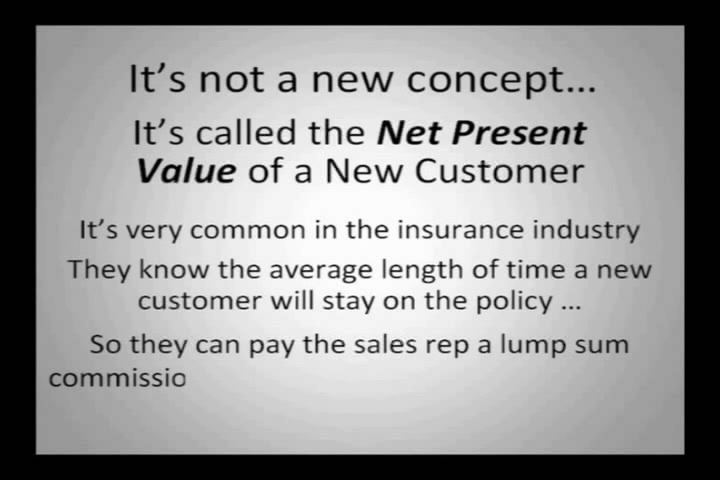 It's not a new concept...
It's called the Net Present
Value of a New Customer
It's very common in the insurance industry
They know the average length of time a new
customer will stay on the policy ...
So they can pay the sales rep a lump sum
commissio